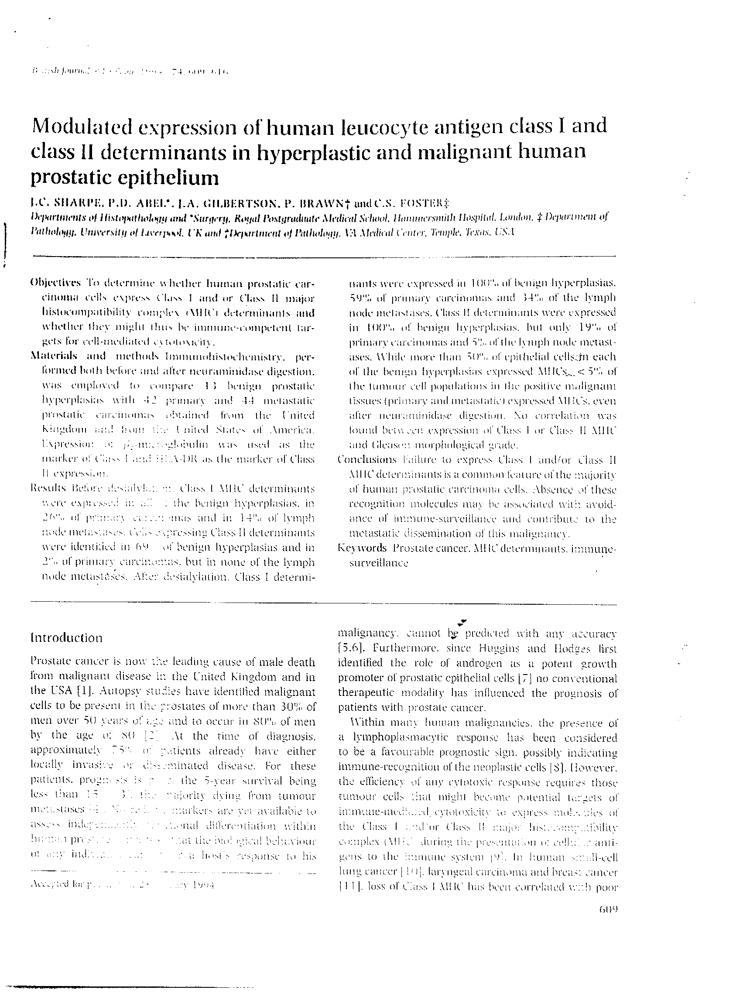 74, 609-616
Modulated expression of human leucocyte antigen class I and
class II determinants in hyperplastic and malignant human
prostatic epithelium
J.C. SHARPE, P.D. ABEL*, J.A. GILBERTSON, P. BRAWN† and C.S. FOSTER‡
Departments of Histopathology and *Surgery, Royal Postgraduate Medical School, Hammersmith Hospital, London, ‡ Department of
Pathology, University of Liverpool, UK and †Department of Pathology, VA Medical Center, Temple, Texas, USA
Objectives To determine whether human prostatic car-
cinoma cells express Class I and/or Class II major
histocompatibility complex (MHC) determinants and
whether they might thus be immune-competent tar-
gets for cell-mediated cytotoxicity.
Materials and methods Immunohistochemistry, per-
formed both before and after neuraminidase digestion,
was employed to compare 13 benign prostatic
hyperplasias with 42 primary and 44 metastatic
prostatic carcinomas obtained from the United
Kingdom and from the United States of America.
Expression of β₂-microglobulin was used as the
marker of Class I and HLA-DR as the marker of Class
II expression.
Results Before desialylation, Class I MHC determinants
were expressed in all the benign hyperplasias, in
26% of primary carcinomas and in 14% of lymph
node metastases. Cells expressing Class II determinants
were identified in 69 of benign hyperplasias and in
2% of primary carcinomas, but in none of the lymph
node metastases. After desialylation, Class I determi-
nants were expressed in 100% of benign hyperplasias,
59% of primary carcinomas and 34% of the lymph
node metastases. Class II determinants were expressed
in 100% of benign hyperplasias, but only 19% of
primary carcinomas and 5% of the lymph node metast-
ases. While more than 50% of epithelial cells in each
of the benign hyperplasias expressed MHCs, < 5% of
the tumour cell populations in the positive malignant
tissues (primary and metastatic) expressed MHCs, even
after neuraminidase digestion. No correlation was
found between expression of Class I or Class II MHC
and Gleason morphological grade.
Conclusions Failure to express Class I and/or Class II
MHC determinants is a common feature of the majority
of human prostatic carcinoma cells. Absence of these
recognition molecules may be associated with avoid-
ance of immune-surveillance and contribute to the
metastatic dissemination of this malignancy.
Keywords Prostate cancer, MHC determinants, immune-
surveillance
Introduction
Prostate cancer is now the leading cause of male death
from malignant disease in the United Kingdom and in
the USA [1]. Autopsy studies have identified malignant
cells to be present in the prostates of more than 30% of
men over 50 years of age and to occur in 80% of men
by the age of 80 [2]. At the time of diagnosis,
approximately 75% of patients already have either
locally invasive or disseminated disease. For these
patients, prognosis is the 5-year survival being
less than 15 the majority dying from tumour
metastases markers are yet available to
assess differentiation within
human that the biological behaviour
or any a host's response to his
malignancy, cannot be predicted with any accuracy
[5,6]. Furthermore, since Huggins and Hodges first
identified the role of androgen as a potent growth
promoter of prostatic epithelial cells [7] no conventional
therapeutic modality has influenced the prognosis of
patients with prostate cancer.
Within many human malignancies, the presence of
a lymphoplasmacytic response has been considered
to be a favourable prognostic sign, possibly indicating
immune-recognition of the neoplastic cells [8]. However,
the efficiency of any cytotoxic response requires those
tumour cells that might become potential targets of
immune-mediated cytotoxicity to express molecules of
the Class I and/or Class II major histocompatibility
complex (MHC) during the presentation of cellular anti-
gens to the immune system [9]. In human small-cell
lung cancer [10], laryngeal carcinoma and breast cancer
[11], loss of Class I MHC has been correlated with poor
Accepted for 1994
609